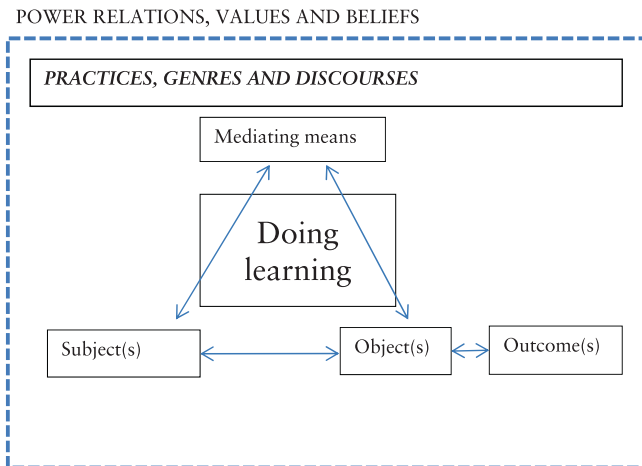 POWER RELATIONS, VALUES AND BELIEFS
PRACTICES, GENRES AND DISCOURSES
Mediating means
Doing
learning
Subject(s)
Object(s)
Outcome(s)